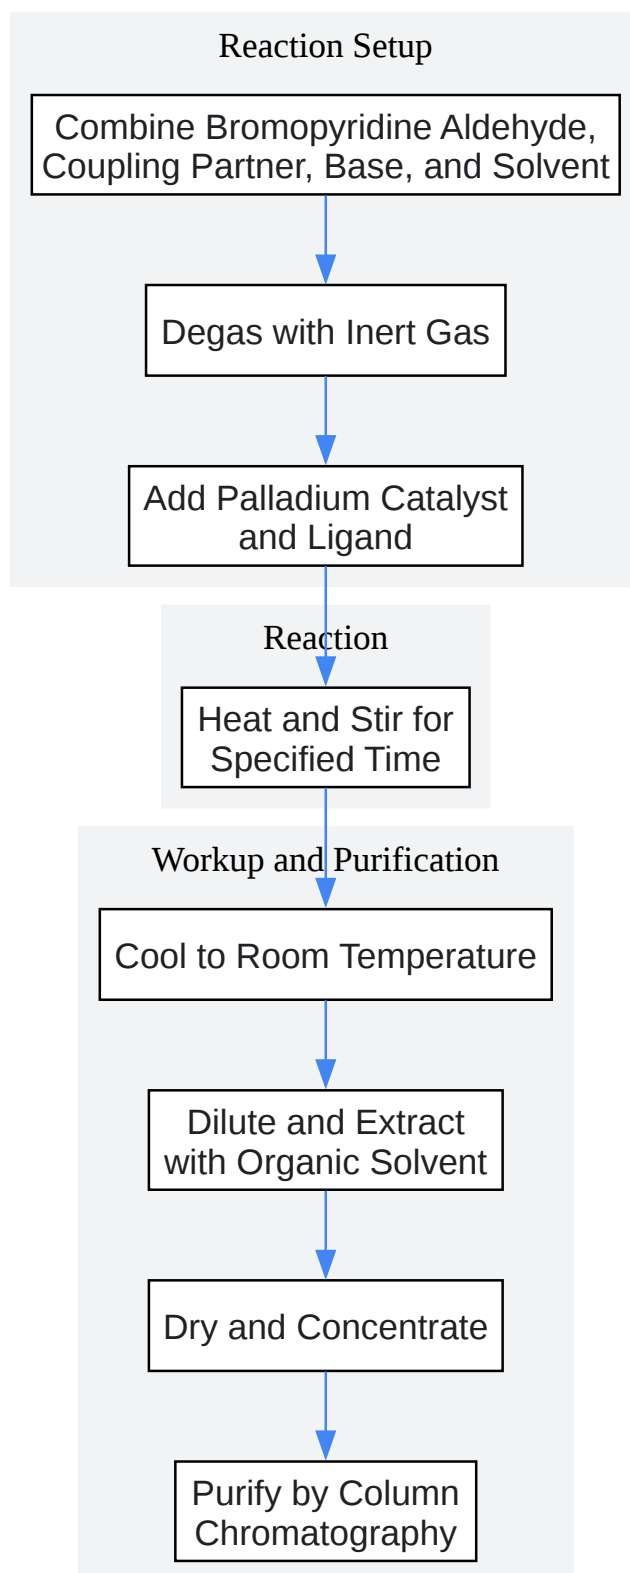 Reaction Setup
Combine Bromopyridine Aldehyde,
Coupling Partner, Base, and Solvent
Degas with Inert Gas
Add Palladium Catalyst
and Ligand
Reaction
Heat and Stir for
Specified Time
Workup and Purification
Cool to Room Temperature
Dilute and Extract
with Organic Solvent
Dry and Concentrate
Purify by Column
Chromatography